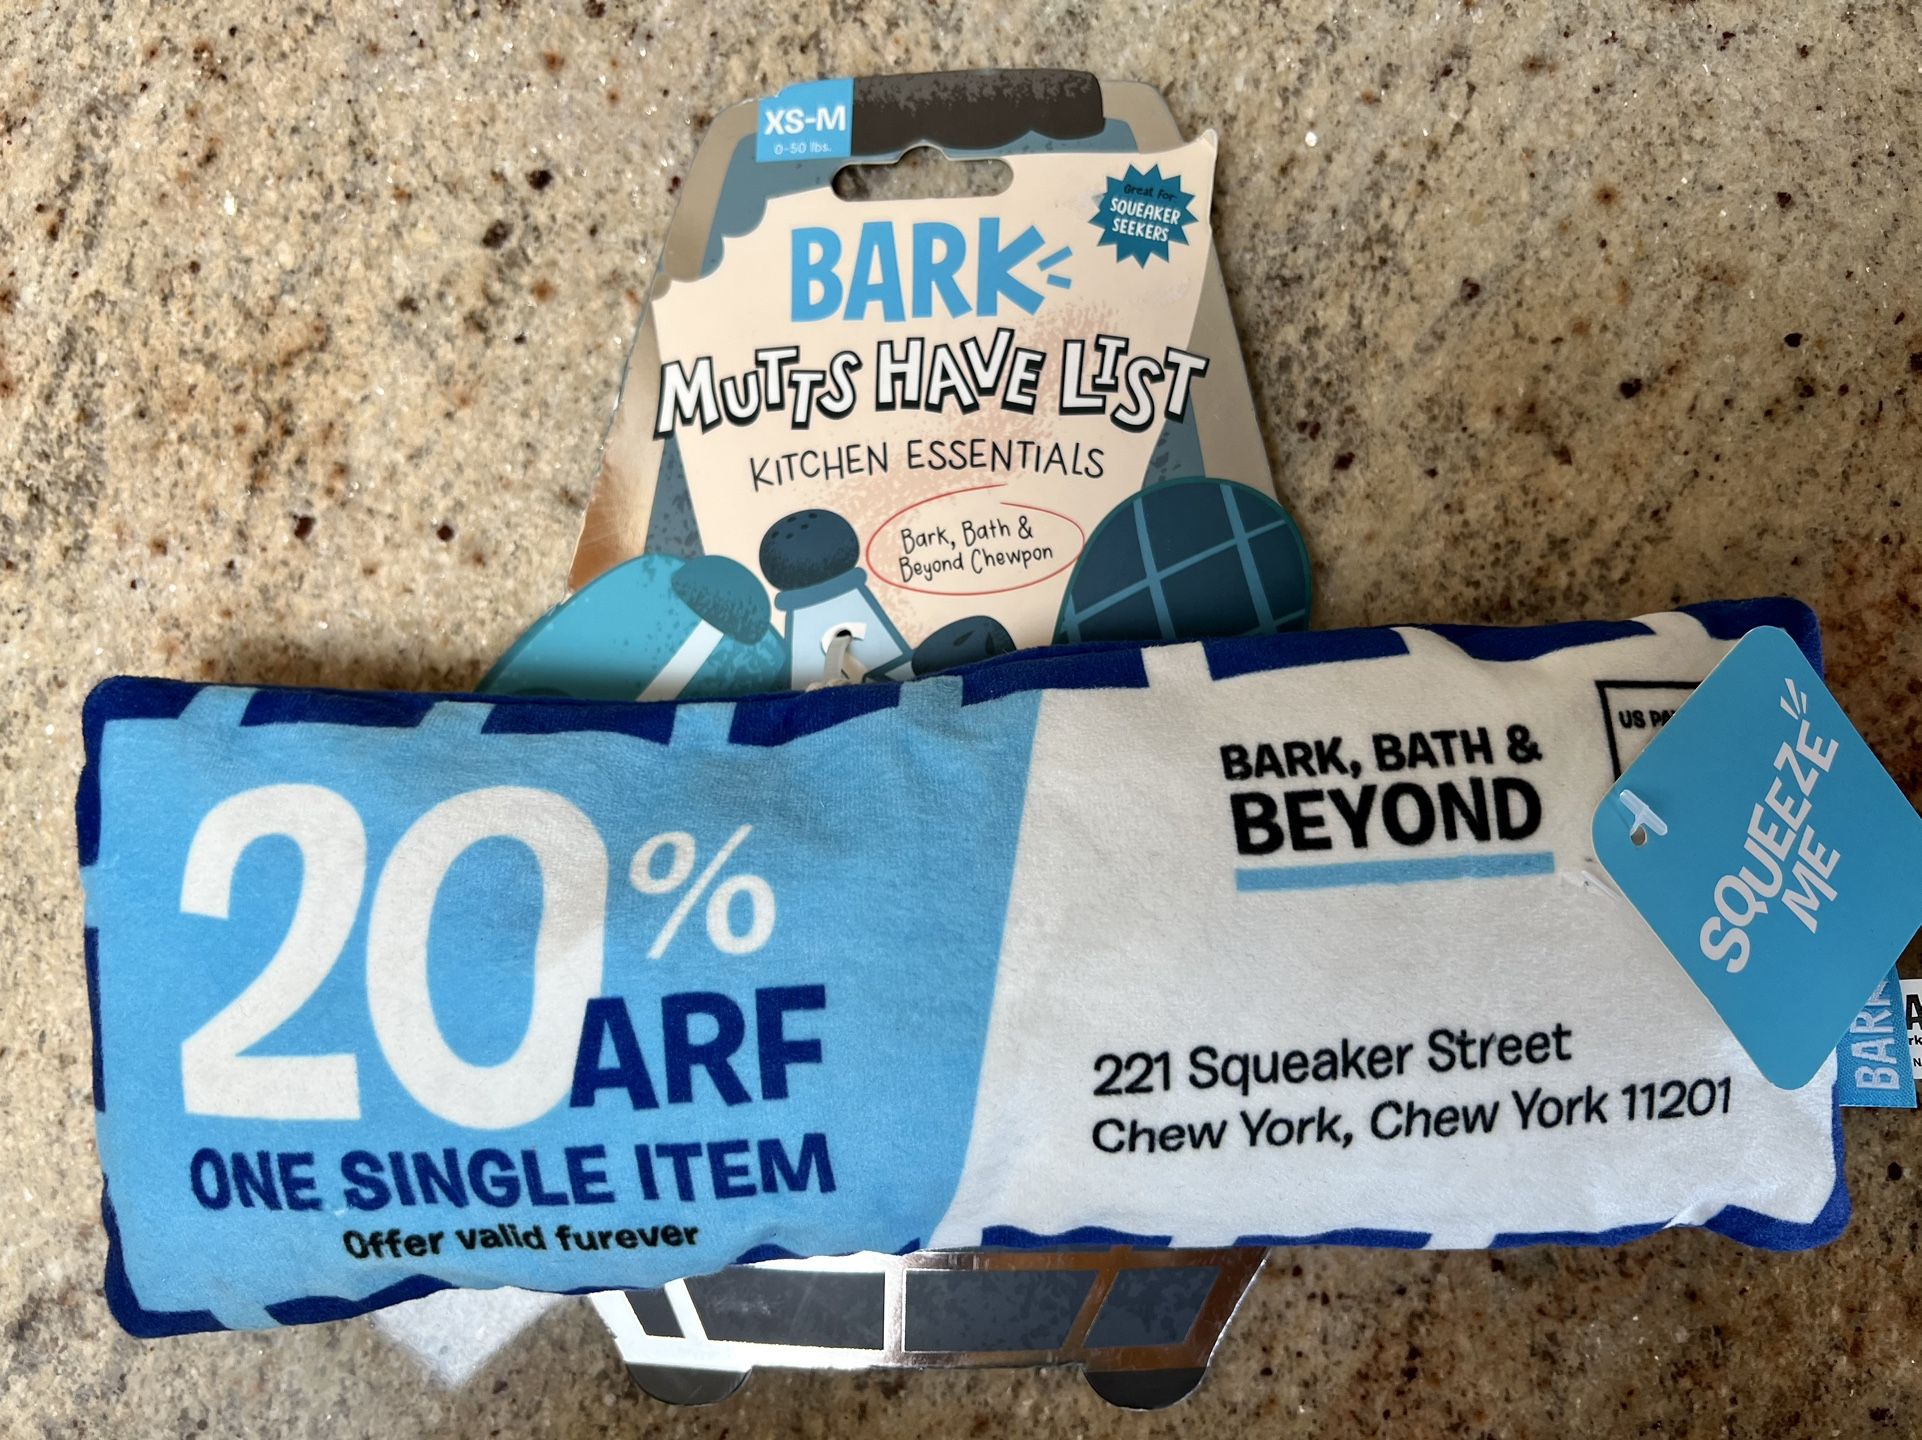 XS-M
0-50 lbs.
Great for
SQUEAKER
SEEKERS
BARK
MUTTS HAVE LIST
KITCHEN ESSENTIALS
Bark, Bath &
Beyond Chewpon
S
20%
ARF
ONE SINGLE ITEM
Offer valid furever
BARK, BATH &
BEYOND
US
221 Squeaker Street
Chew York, Chew York 11201
SQUEEZE
ME
BARK